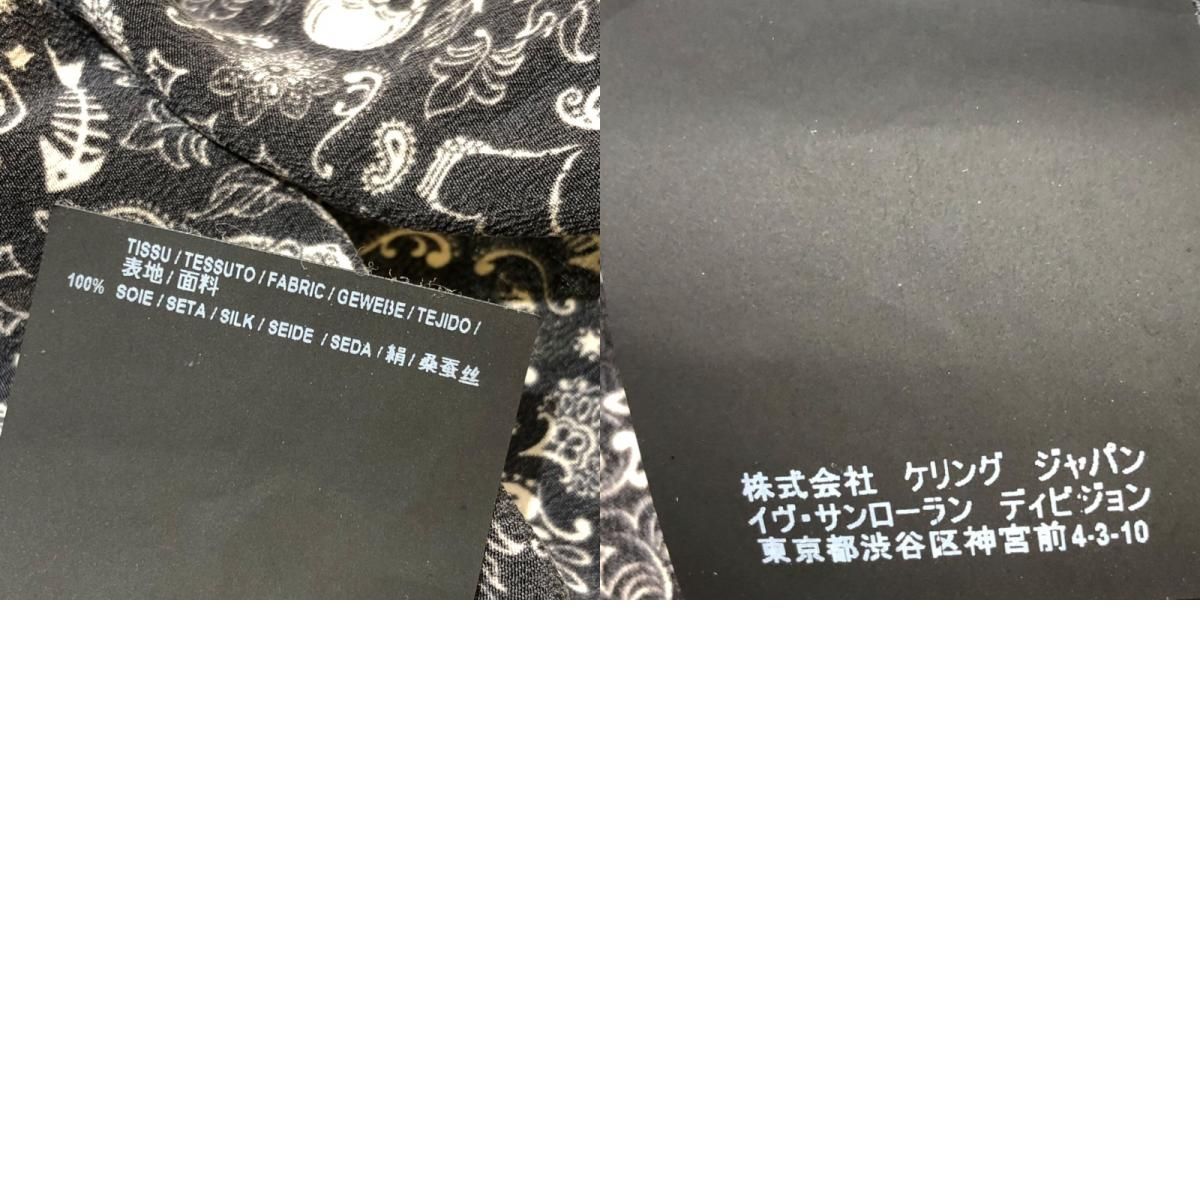 TISSU / TESSUTO / FABRIC / GEWEBE / TEJIDO /
表地 / 面料
100% SOIE / SETA / SILK / SEIDE / SEDA / 絹 / 桑蚕丝
株式会社 ケリング ジャパン
イヴ・サンローラン ディビジョン
東京都渋谷区神宮前4-3-10